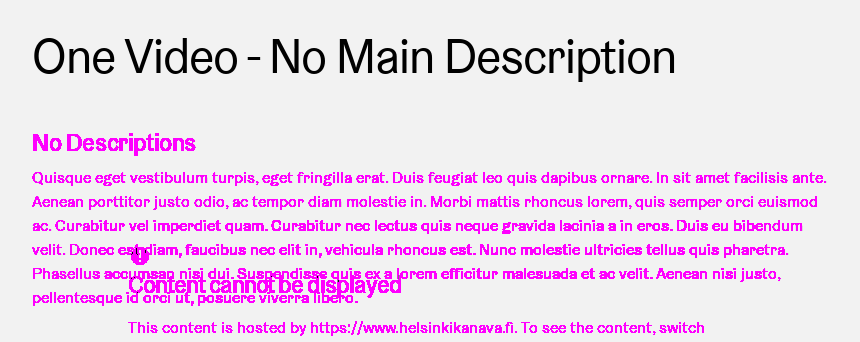 One Video - No Main Description
No Descriptions
Quisque eget vestibulum turpis, eget fringilla erat. Duis feugiat leo quis dapibus ornare. In sit amet facilisis ante.
Aenean porttitor justo odio, ac tempor diam molestie in. Morbi mattis rhoncus lorem, quis semper orci euismod
ac. Curabitur vel imperdiet quam. Curabitur nec lectus quis neque gravida lacinia a in eros. Duis eu bibendum
velit. Donec est diam, faucibus nec elit in, vehicula rhoncus est. Nunc molestie ultricies tellus quis pharetra.
Phasellus accumsan nisi dui. Suspendisse quis ex a lorem efficitur malesuada et ac velit. Aenean nisi justo,
Content cannot be displayed
pellentesque id orci ut, posuere viverra libero.
This content is hosted by https://www.helsinkikanava.fi. To see the content, switch